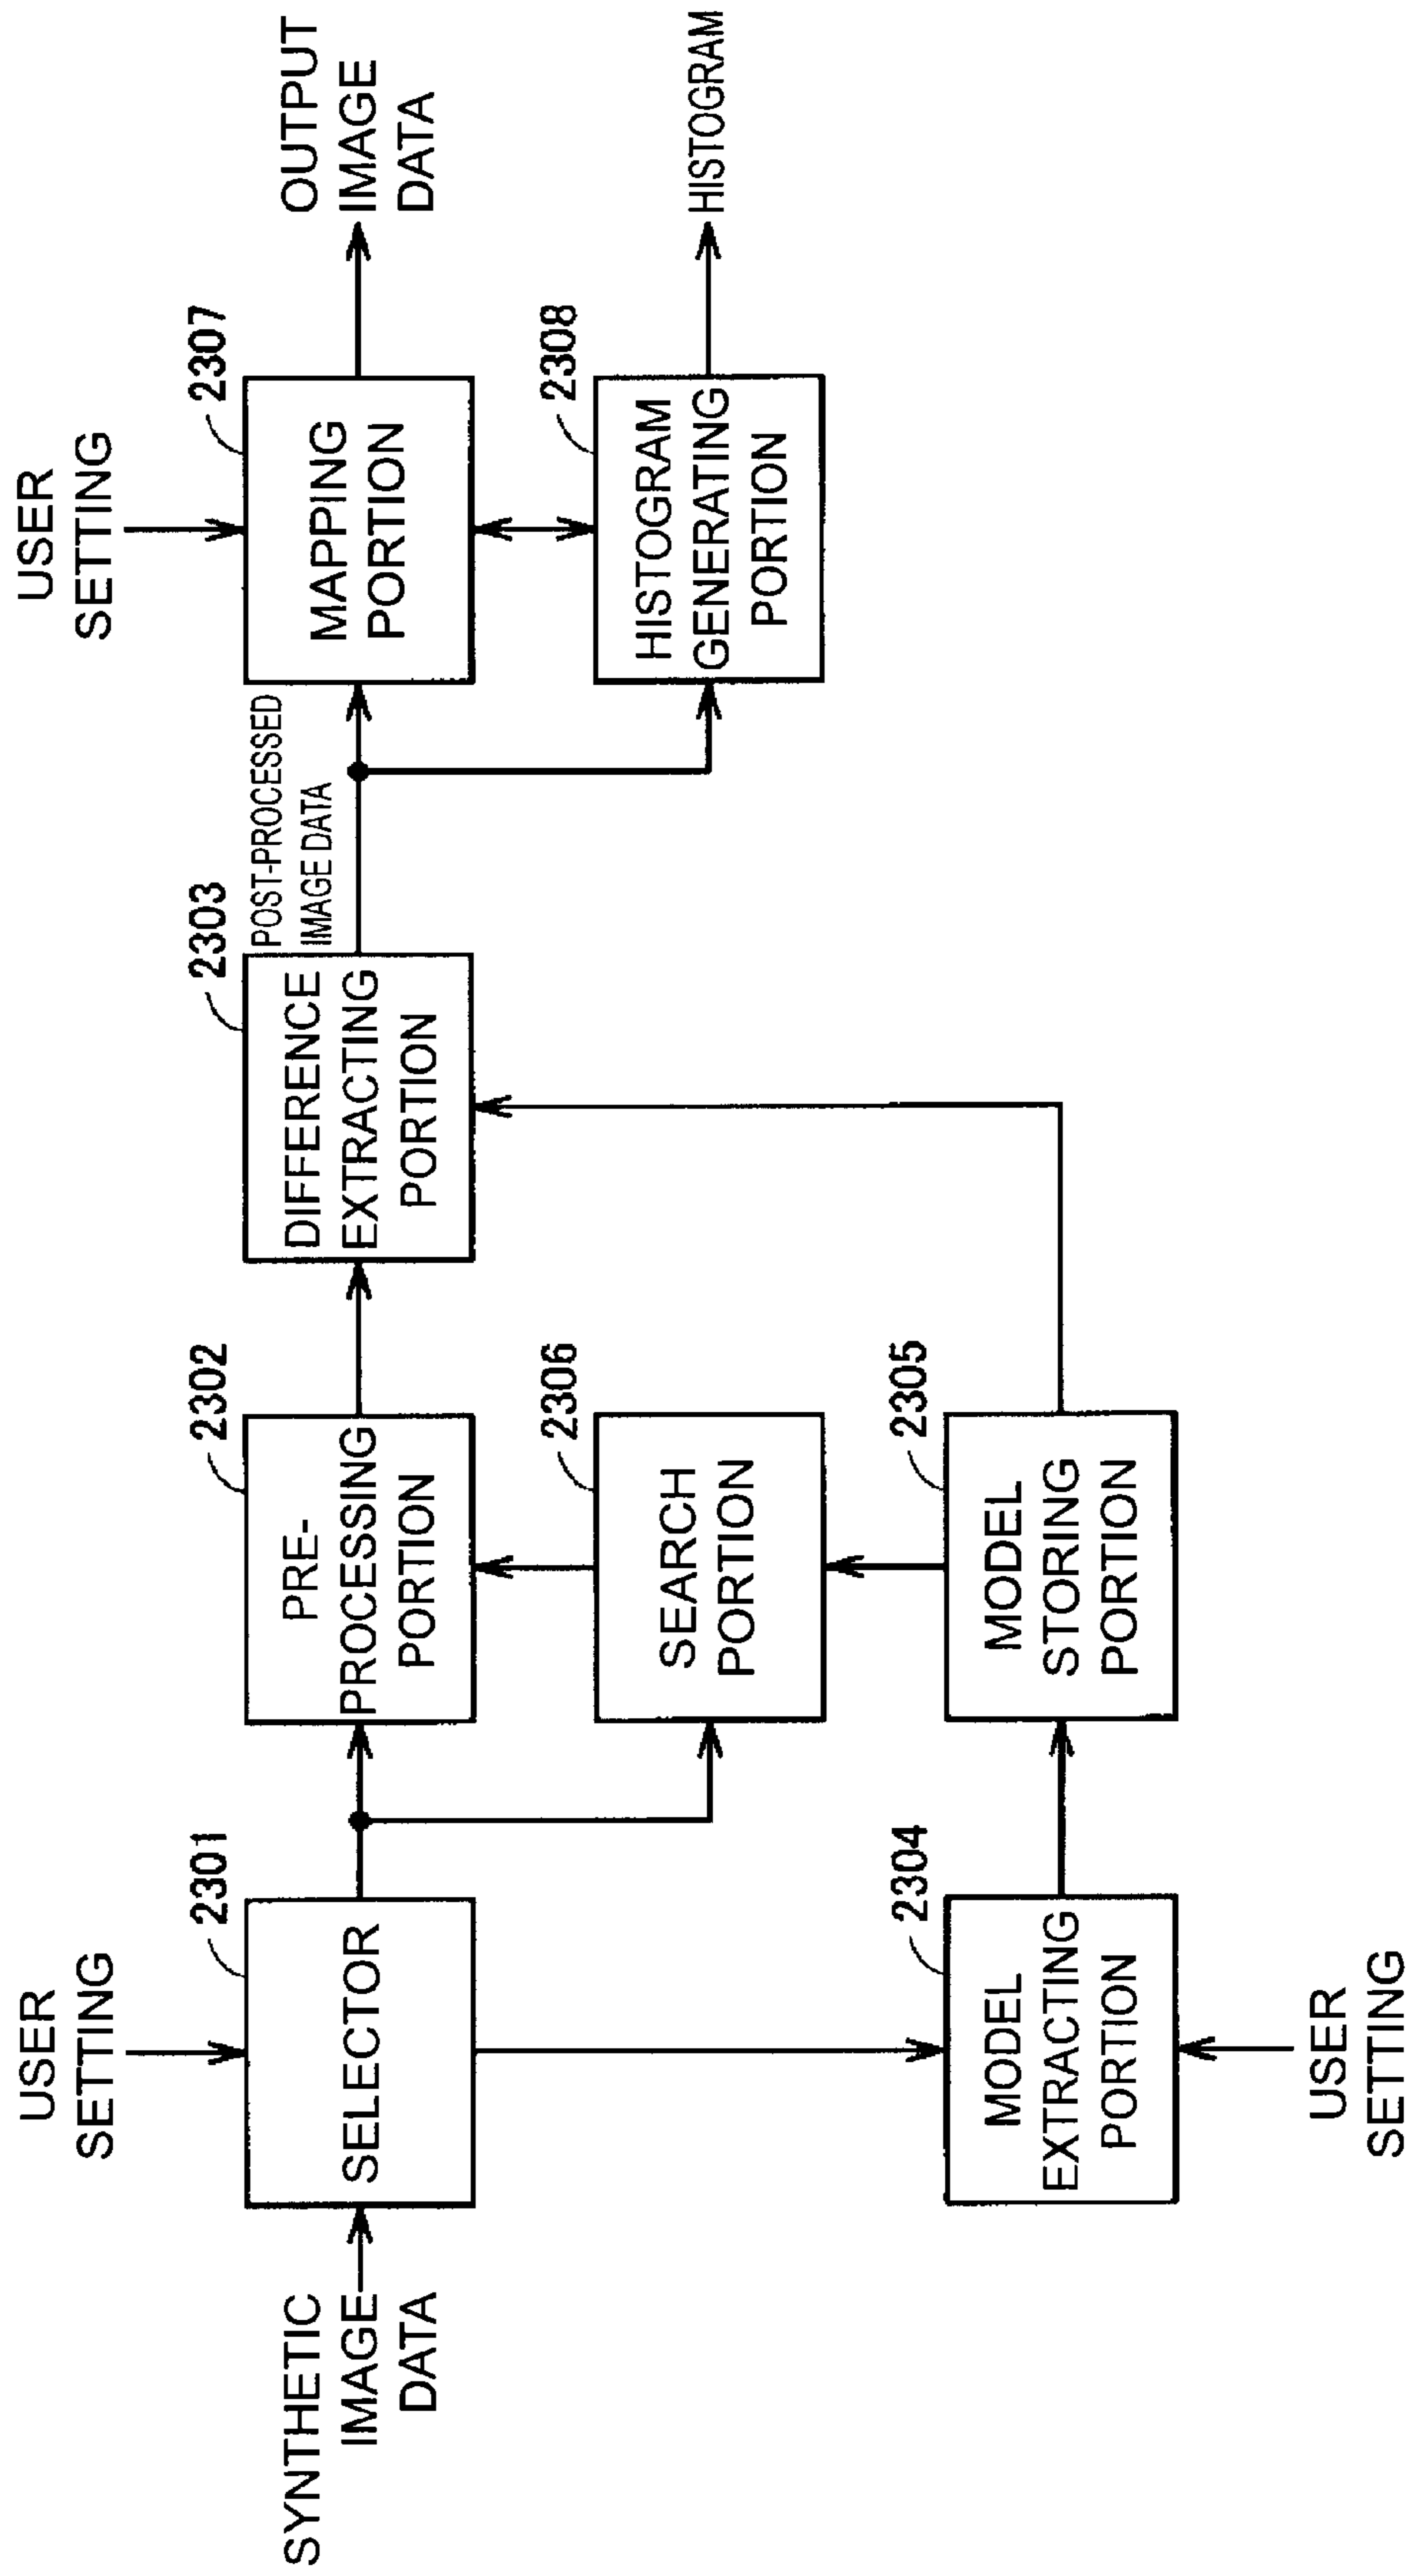 USER
SETTING
USER
SETTING
2301
2302
2303
2307
SYNTHETIC
IMAGE
DATA
SELECTOR
PRE-
PROCESSING
PORTION
DIFFERENCE
EXTRACTING
PORTION
POST-PROCESSED
IMAGE DATA
MAPPING
PORTION
OUTPUT
IMAGE
DATA
2306
2308
SEARCH
PORTION
HISTOGRAM
GENERATING
PORTION
HISTOGRAM
2304
2305
MODEL
EXTRACTING
PORTION
MODEL
STORING
PORTION
USER
SETTING